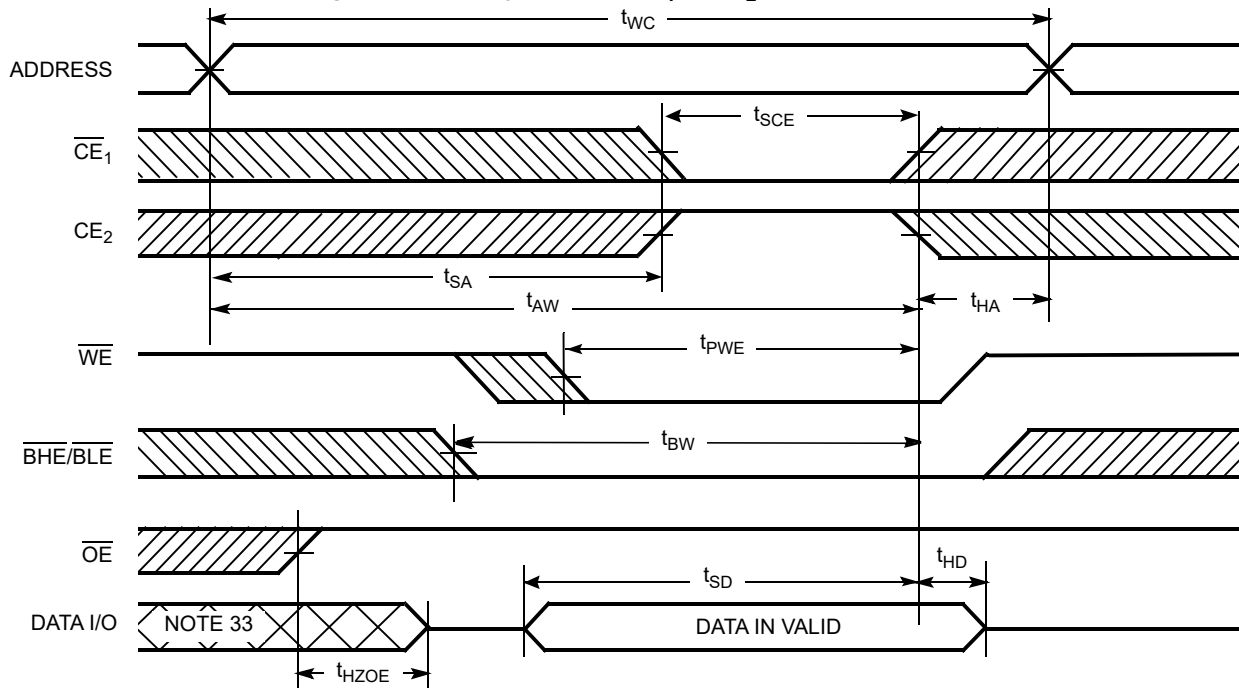 tWC
ADDRESS
tSCE
CE1
CE2
tSA
tAW
tHA
WE
tPWE
BHE/BLE
tBW
OE
tHD
tSD
DATA I/O
NOTE 33
DATA IN VALID
tHZOE